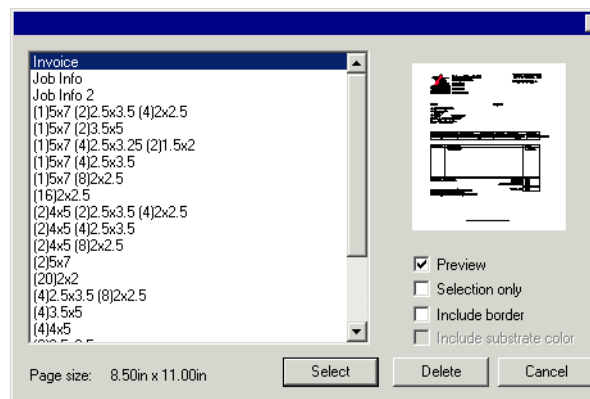 Invoice
Job Info
Job Info 2
(1)5x7 (2)2.5x3.5 (4)2x2.5
(1)5x7 (2)3.5x5
(1)5x7 (4)2.5x3.25 (2)1.5x2
(1)5x7 (4)2.5x3.5
(1)5x7 (8)2x2.5
(16)2x2.5
(2)4x5 (2)2.5x3.5 (4)2x2.5
(2)4x5 (4)2.5x3.5
(2)4x5 (8)2x2.5
(2)5x7
(20)2x2
(4)2.5x3.5 (8)2x2.5
(4)3.5x5
(4)4x5
Preview
Selection only
Include border
Include substrate color
Page size: 8.50in x 11.00in
Select
Delete
Cancel